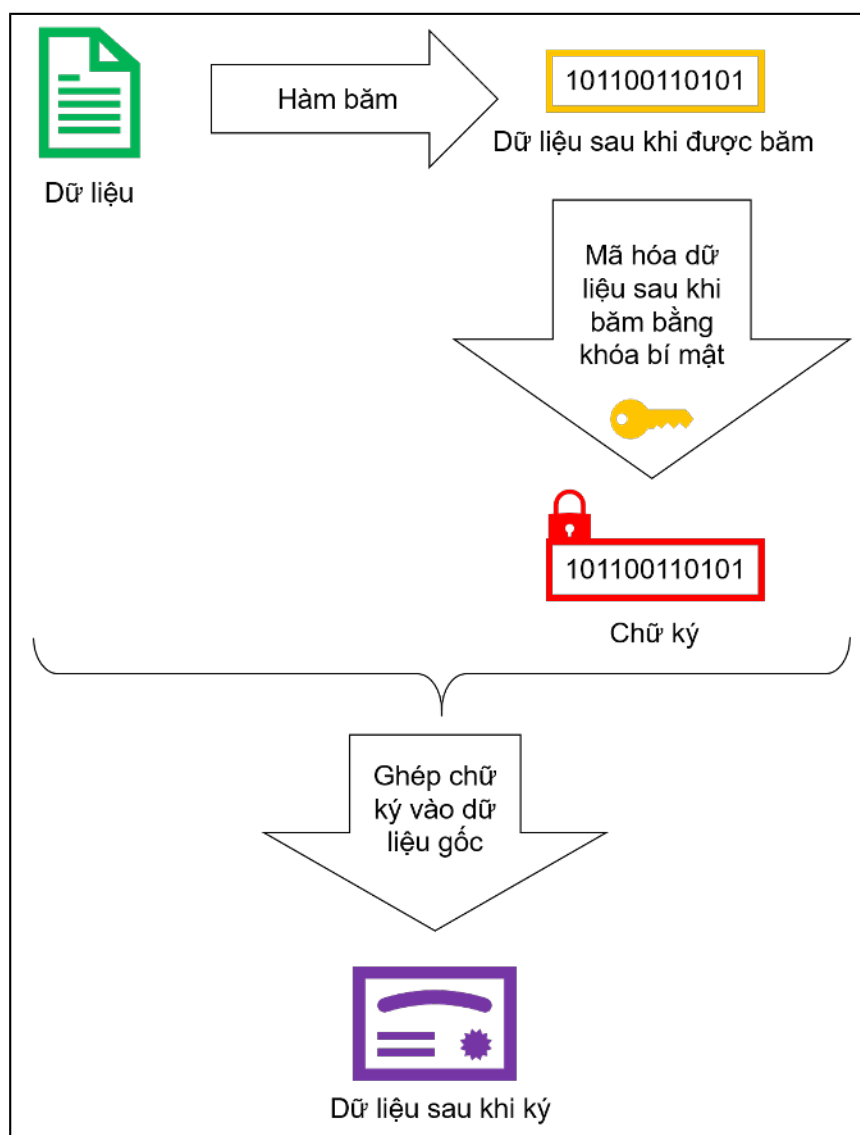 Hàm băm
101100110101
Dữ liệu sau khi được băm
Dữ liệu
Mã hóa dữ
liệu sau khi
băm bằng
khóa bí mật
101100110101
Chữ ký
Ghép chữ
ký vào dữ
liệu gốc
Dữ liệu sau khi ký